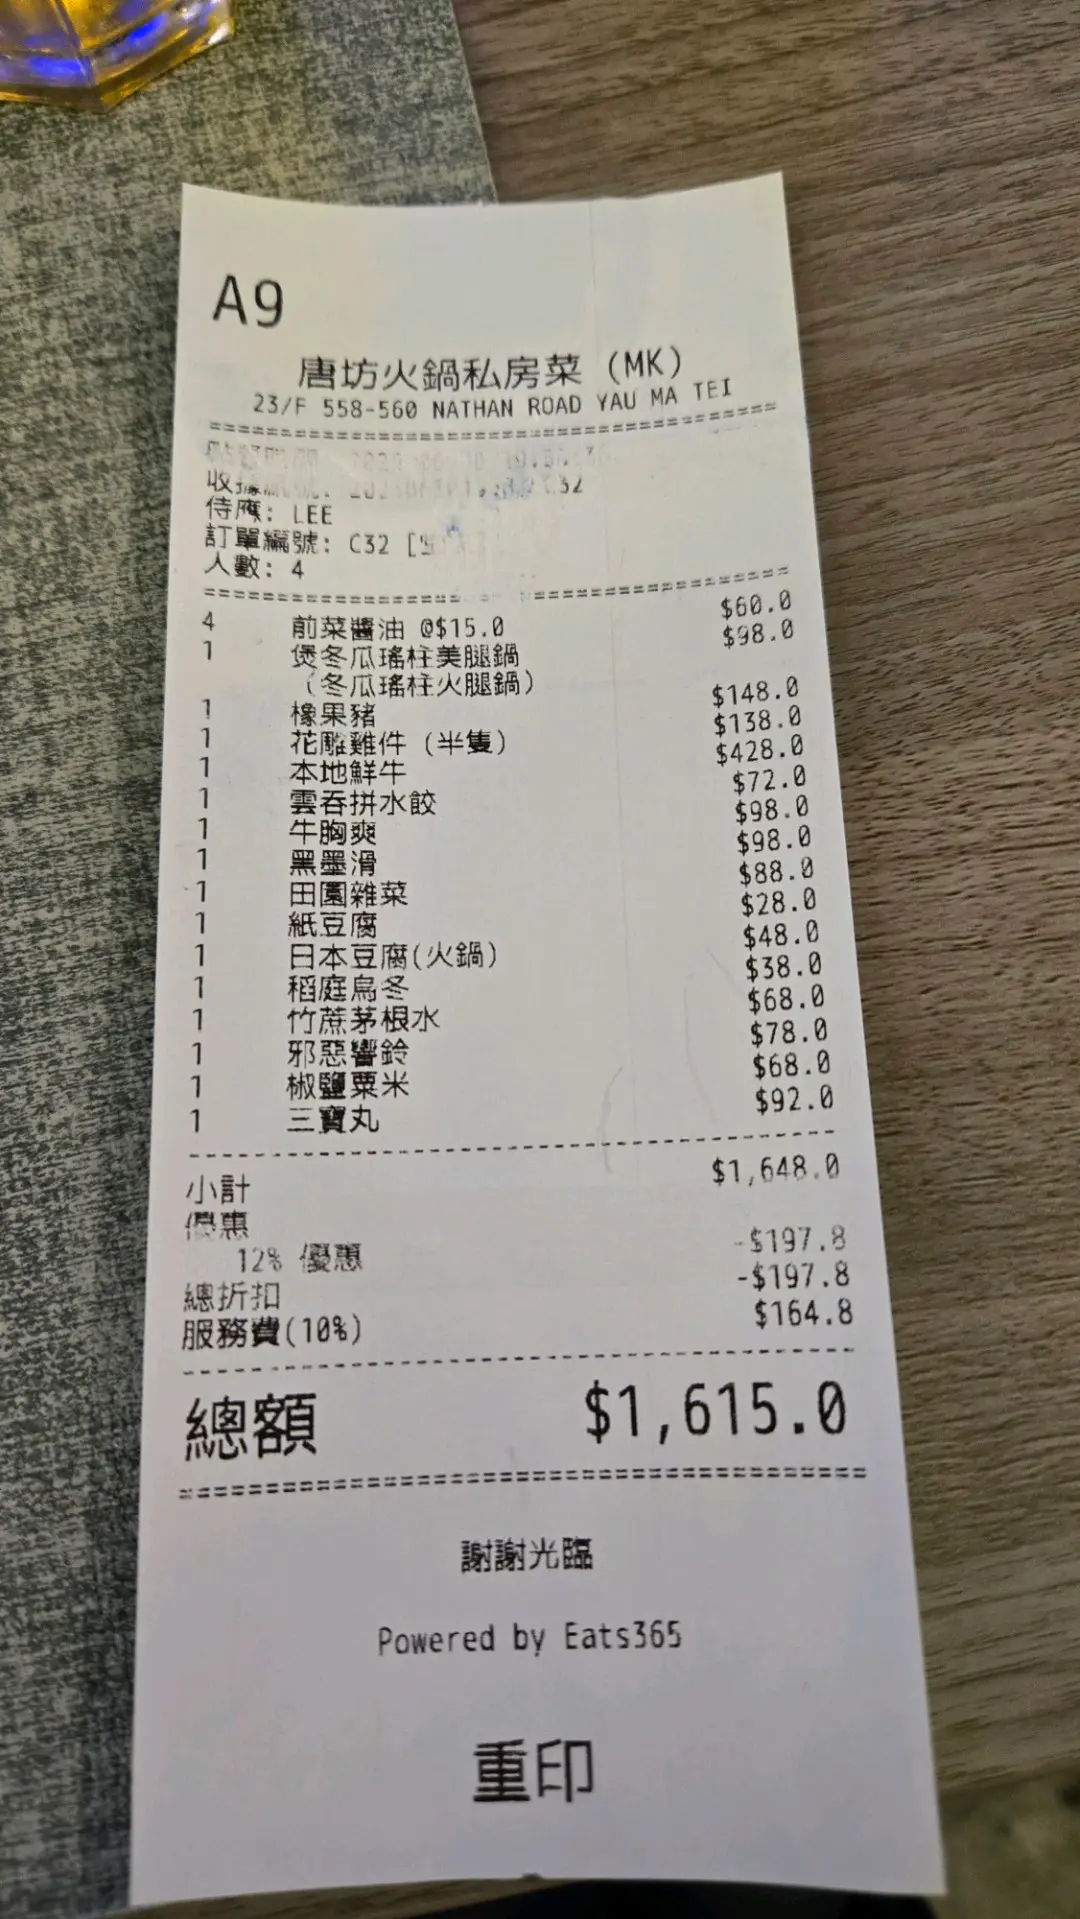 A9
唐坊火鍋私房菜 (MK)
23/F 558-560 NATHAN ROAD YAU MA TEI
收據
侍應: LEE
訂單編號: C32
人數: 4
4 前菜醬油 @$15.0 $60.0
1 煲冬瓜瑤柱美腿鍋 $98.0
(冬瓜瑤柱火腿鍋)
1 橡果豬 $148.0
1 花雕雞件 (半隻) $138.0
1 本地鮮牛 $428.0
1 雲吞拼水餃 $72.0
1 牛胸爽 $98.0
1 黑墨滑 $98.0
1 田園雜菜 $88.0
1 紙豆腐 $28.0
1 日本豆腐(火鍋) $48.0
1 稻庭烏冬 $38.0
1 竹蔗茅根水 $68.0
1 邪惡響鈴 $78.0
1 椒鹽粟米 $68.0
1 三寶丸 $92.0
小計 $1,648.0
優惠
12% 優惠 -$197.8
總折扣 -$197.8
服務費(10%) $164.8
總額 $1,615.0
謝謝光臨
Powered by Eats365
重印